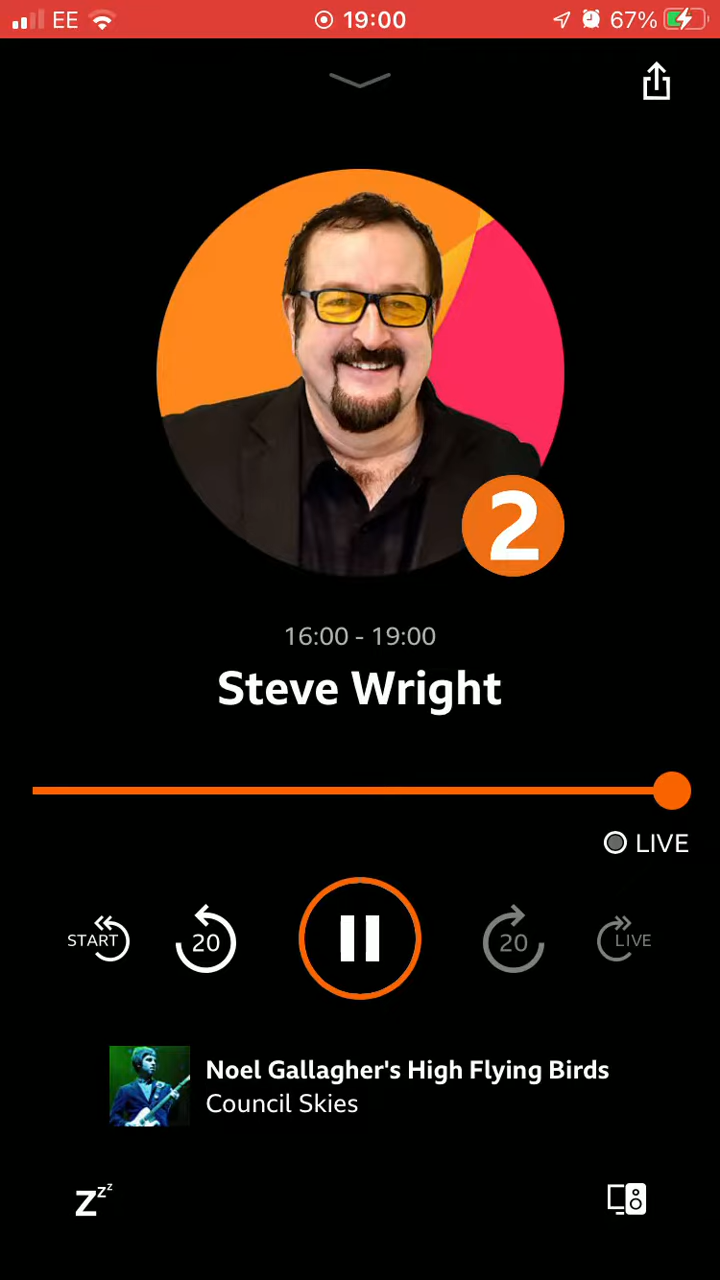 EE 19:00 67%
2
16:00 - 19:00
Steve Wright
LIVE
START 20 20 LIVE
Noel Gallagher's High Flying Birds
Council Skies
zzz